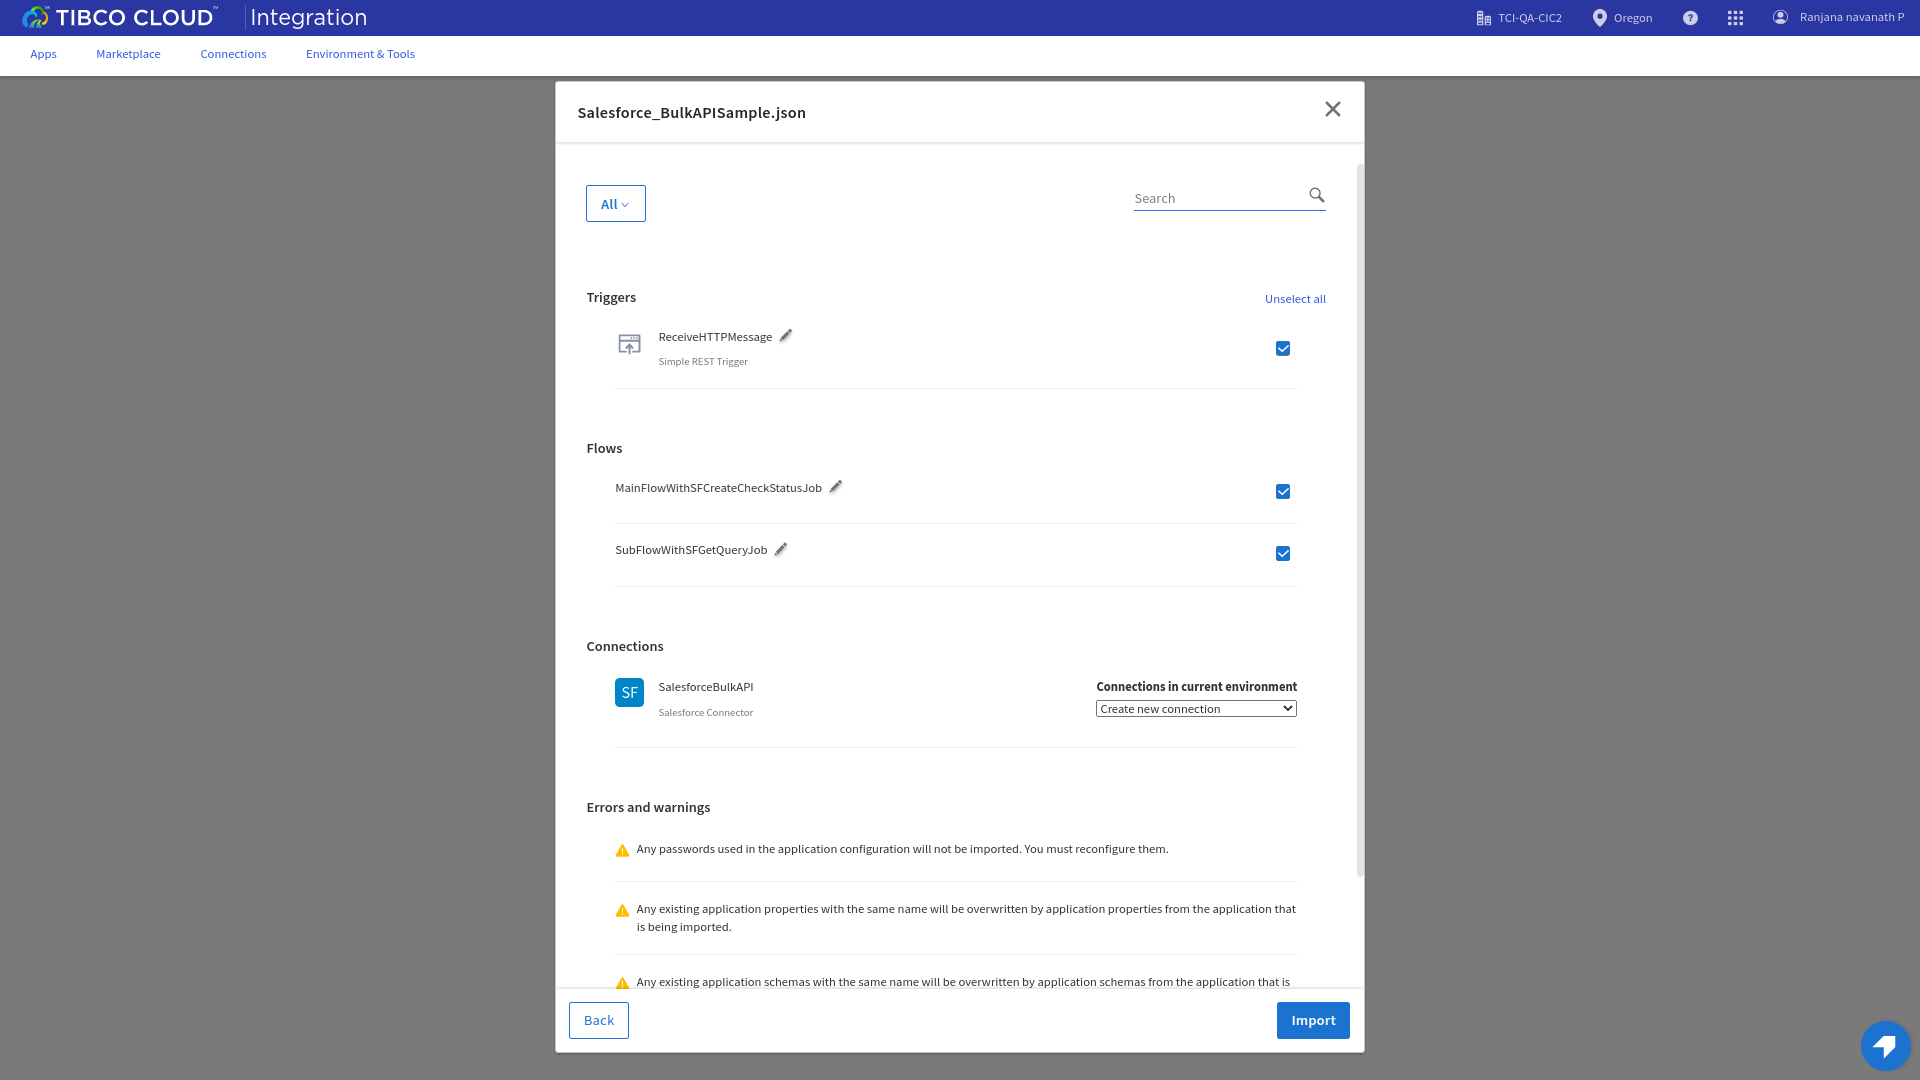 TIBCO CLOUD™ Integration
TCI-QA-CIC2 Oregon ? Ranjana navanath P
Apps Marketplace Connections Environment & Tools
Salesforce_BulkAPISample.json
All Search
Triggers Unselect all
ReceiveHTTPMessage
Simple REST Trigger
Flows
MainFlowWithSFCreateCheckStatusJob
SubFlowWithSFGetQueryJob
Connections
SF SalesforceBulkAPI Connections in current environment
Salesforce Connector Create new connection
Errors and warnings
Any passwords used in the application configuration will not be imported. You must reconfigure them.
Any existing application properties with the same name will be overwritten by application properties from the application that
is being imported.
Any existing application schemas with the same name will be overwritten by application schemas from the application that is
Back Import